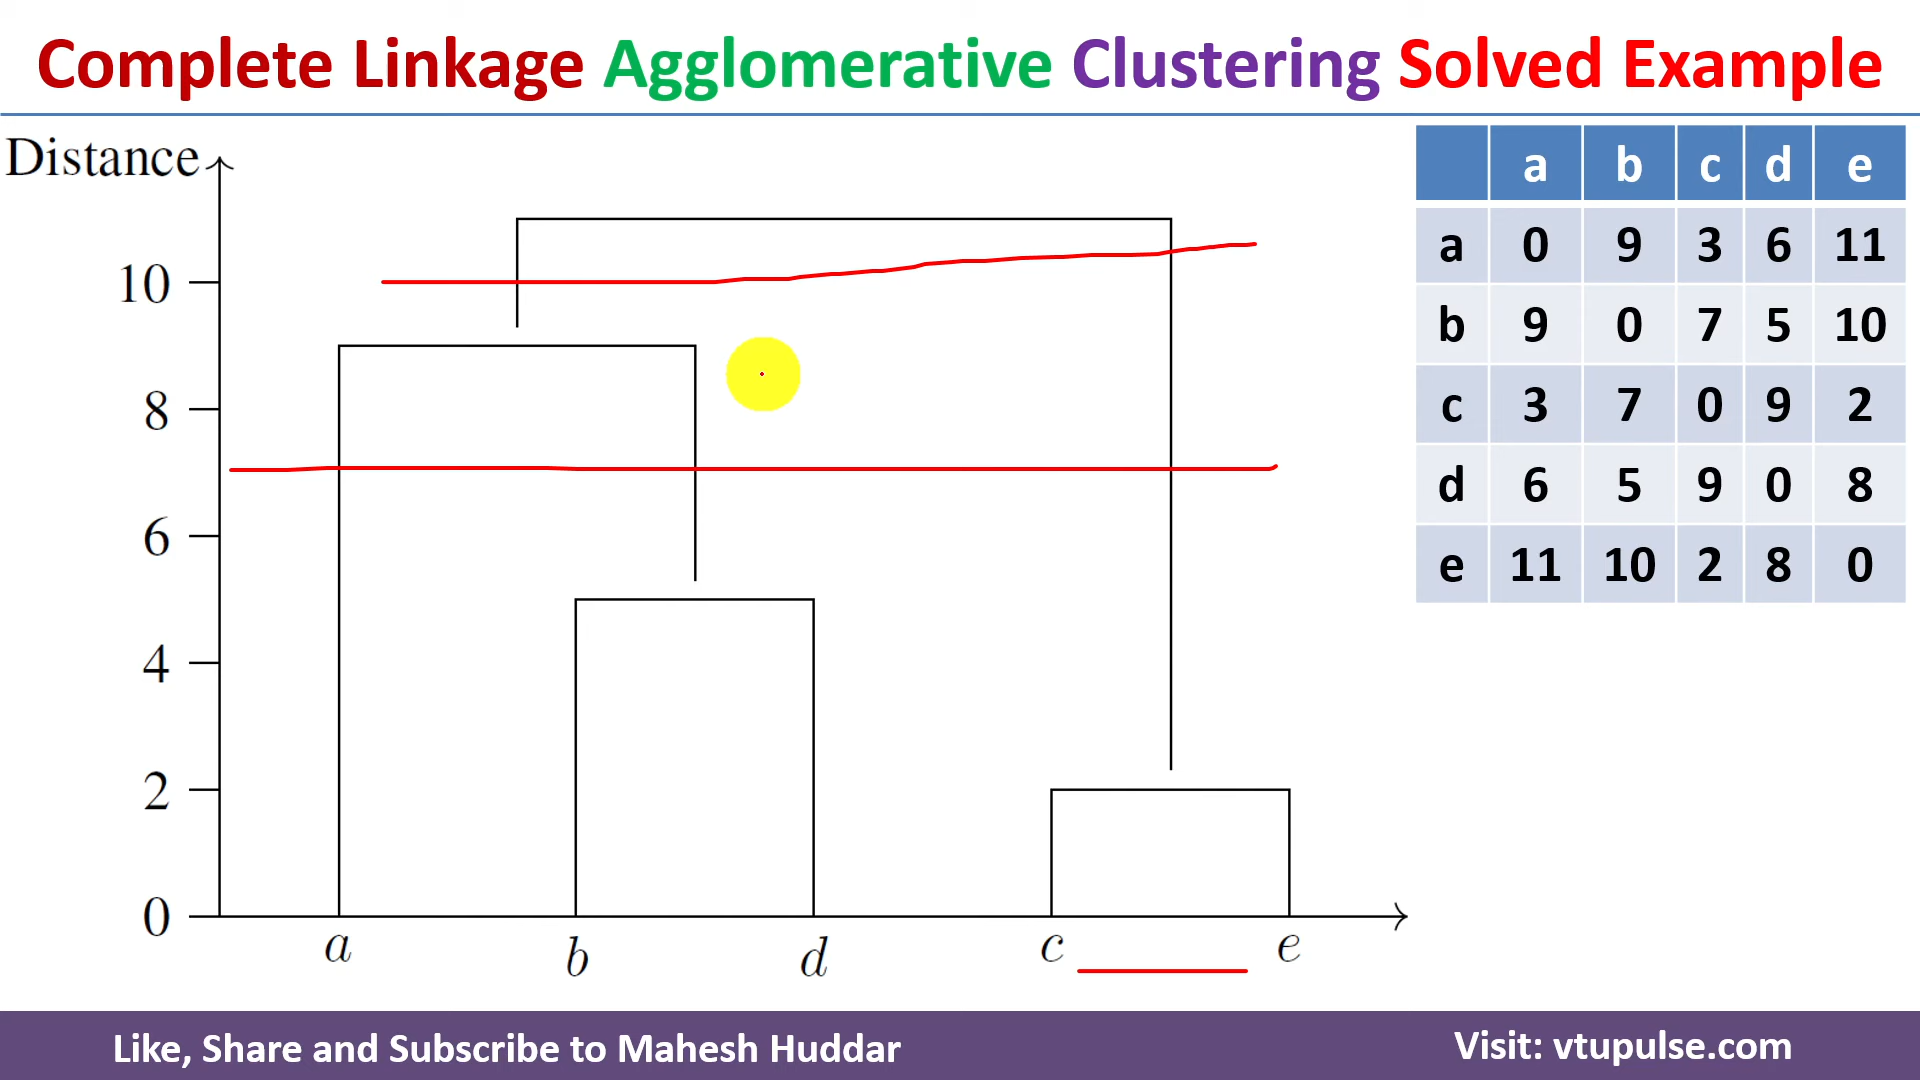 Complete Linkage Agglomerative Clustering Solved Example
Distance
10
8
6
4
2
0
a b d c e
a b c d e
a 0 9 3 6 11
b 9 0 7 5 10
c 3 7 0 9 2
d 6 5 9 0 8
e 11 10 2 8 0
Like, Share and Subscribe to Mahesh Huddar
Visit: vtupulse.com